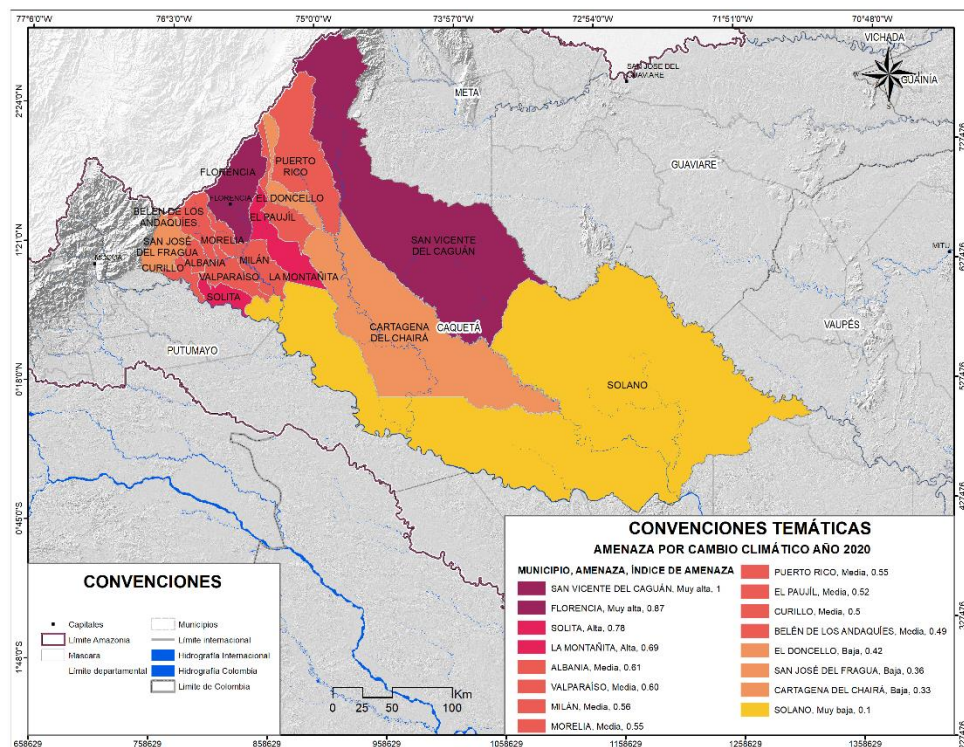 77°6'0"W 76°3'0"W 75°0'0"W 73°57'0"W 72°54'0"W 71°51'0"W 70°48'0"W
VICHADA
SAN JOSÉ DEL
GUAVIARE
GUAINIA
META
2°24'0"N
727476
PUERTO
RICO
GUAVIARE
FLORENCIA
FLORENCIA
EL DONCELLO
BELÉN DE LOS
ANDAQUÍES
EL PAUJÍL
1°21'0"N
627476
MORELIA
SAN VICENTE
DEL CAGUÁN
SAN JOSÉ
DEL FRAGUA
MITU
MOCOA
ALBANIA
MILÁN
CURILLO
VALPARAÍSO
LA MONTAÑITA
SOLITA
CARTAGENA
DEL CHAIRÁ
CAQUETÁ
VAUPÉS
PUTUMAYO
0°18'0"N
527476
SOLANO
0°45'0"S
427476
1°48'0"S
327476
227476
CONVENCIONES TEMÁTICAS
AMENAZA POR CAMBIO CLIMÁTICO AÑO 2020
MUNICIPIO, AMENAZA, ÍNDICE DE AMENAZA
SAN VICENTE DEL CAGUÁN, Muy alta, 1
FLORENCIA, Muy alta, 0.87
SOLITA, Alta, 0.78
LA MONTAÑITA, Alta, 0.69
ALBANIA, Media, 0.61
VALPARAÍSO, Media, 0.60
MILÁN, Media, 0.56
MORELIA, Media, 0.55
PUERTO RICO, Media, 0.55
EL PAUJÍL, Media, 0.52
CURILLO, Media, 0.5
BELÉN DE LOS ANDAQUÍES, Media, 0.49
EL DONCELLO, Baja, 0.42
SAN JOSÉ DEL FRAGUA, Baja, 0.36
CARTAGENA DEL CHAIRÁ, Baja, 0.33
SOLANO, Muy baja, 0.1
CONVENCIONES
Capitales
Límite Amazonia
Mascara
Límite departamental
Municipios
Límite internacional
Hidrografía Internacional
Hidrografía Colombia
Límite de Colombia
Km
0 25 50 100
658629 758629 858629 958629 1058629 1158629 1258629 1358629